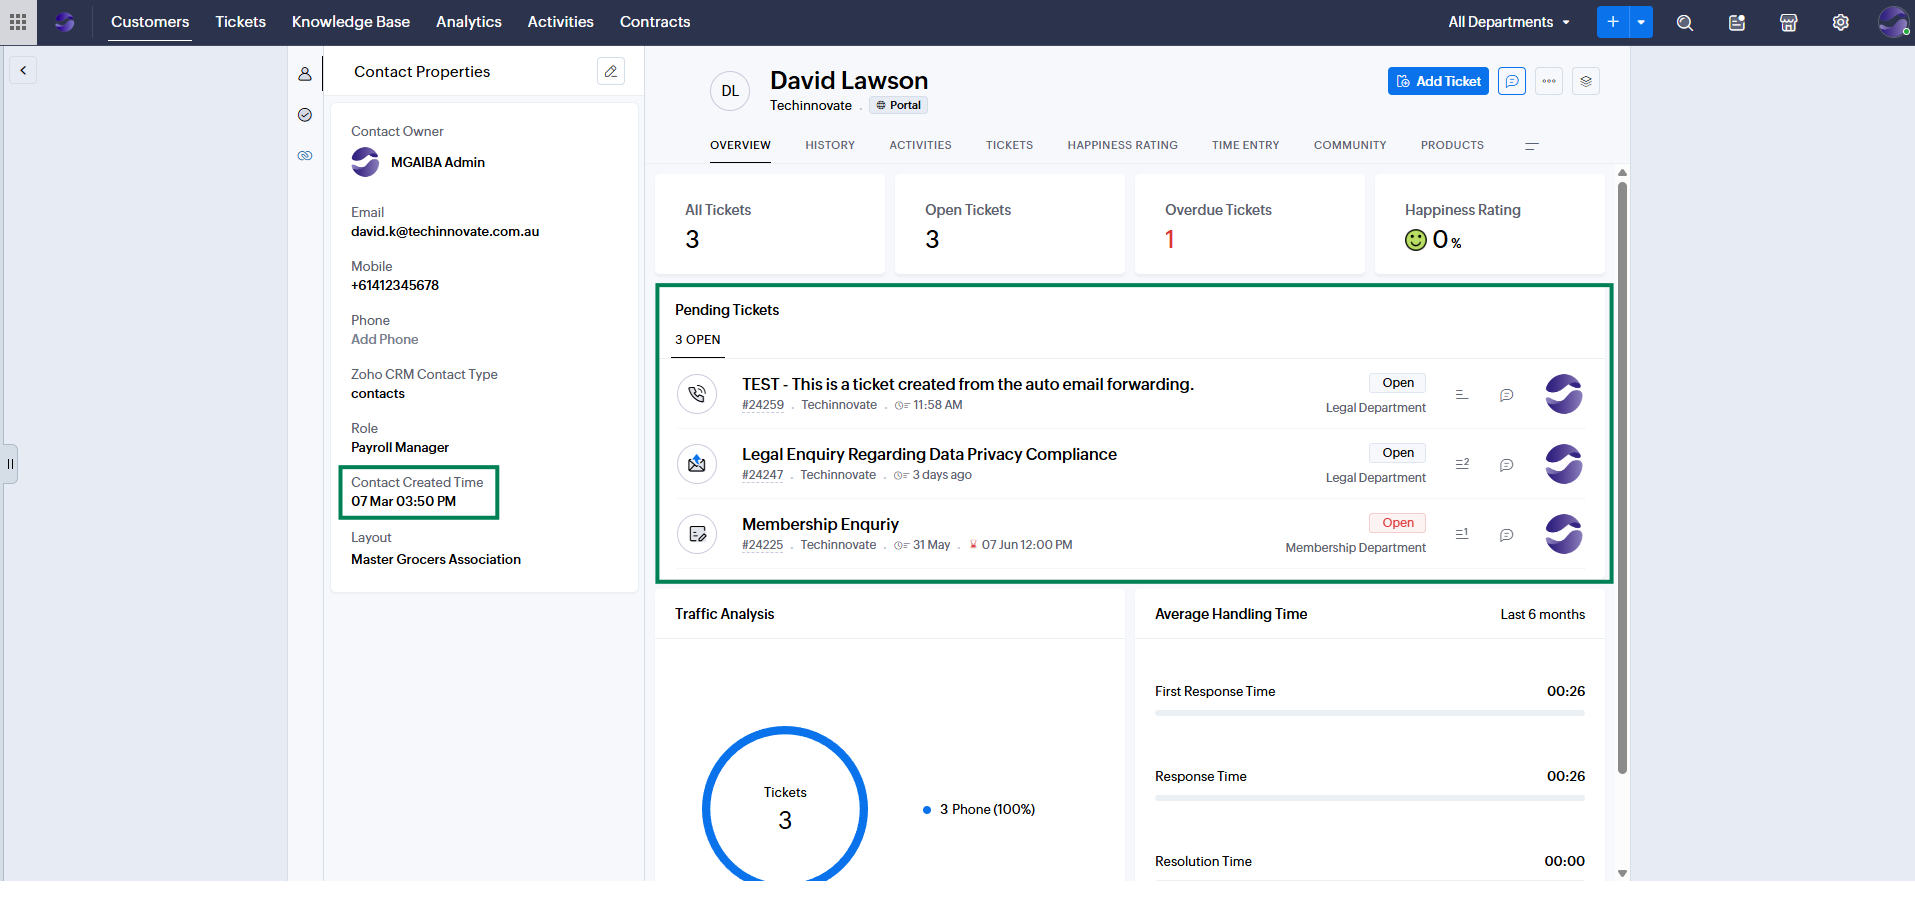 Customers Tickets Knowledge Base Analytics Activities Contracts All Departments
Contact Properties
Contact Owner
MGAIBA Admin
Email
david.k@techinnovate.com.au
Mobile
+61412345678
Phone
Add Phone
Zoho CRM Contact Type
contacts
Role
Payroll Manager
Contact Created Time
07 Mar 03:50 PM
Layout
Master Grocers Association
DL
David Lawson
Techinnovate . Portal
Add Ticket
OVERVIEW HISTORY ACTIVITIES TICKETS HAPPINESS RATING TIME ENTRY COMMUNITY PRODUCTS
All Tickets
3
Open Tickets
3
Overdue Tickets
1
Happiness Rating
0 %
Pending Tickets
3 OPEN
TEST - This is a ticket created from the auto email forwarding.
#24259 . Techinnovate . 11:58 AM
Open
Legal Department
Legal Enquiry Regarding Data Privacy Compliance
#24247 . Techinnovate . 3 days ago
Open
Legal Department
2
Membership Enquriy
#24225 . Techinnovate . 31 May . 07 Jun 12:00 PM
Open
Membership Department
1
Traffic Analysis
Tickets
3
3 Phone (100%)
Average Handling Time Last 6 months
First Response Time 00:26
Response Time 00:26
Resolution Time 00:00